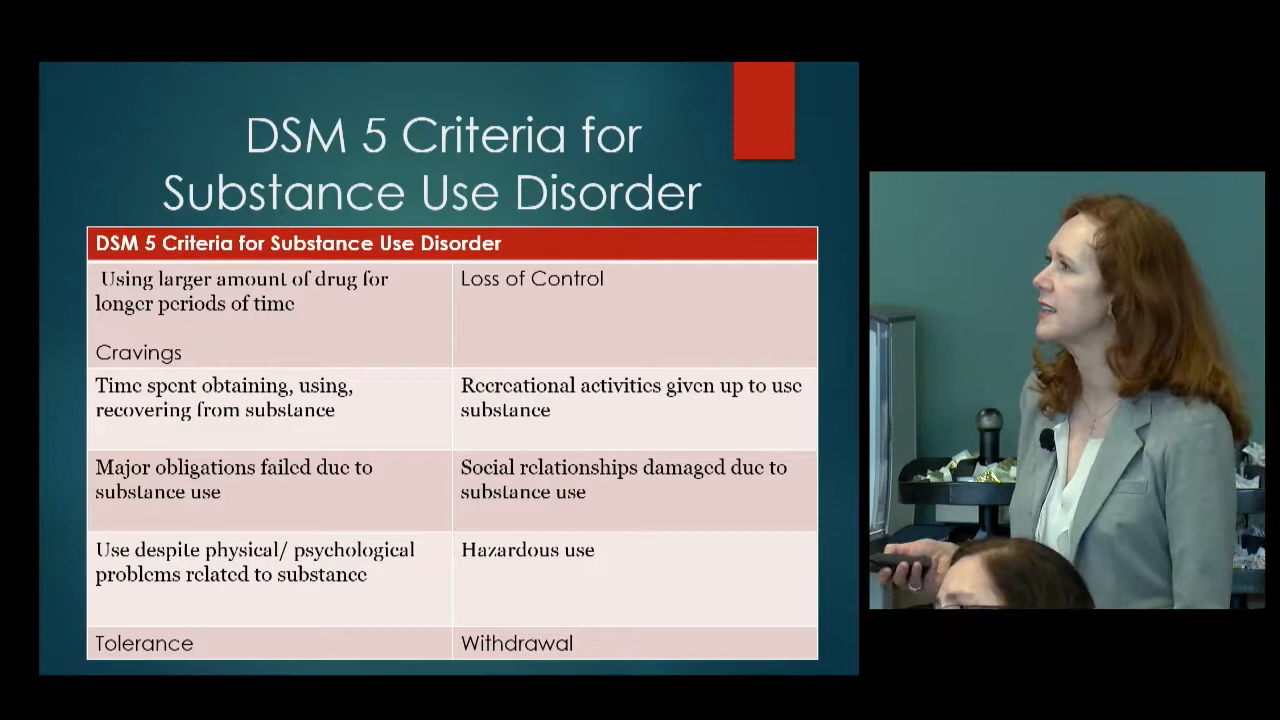 DSM 5 Criteria for
Substance Use Disorder
DSM 5 Criteria for Substance Use Disorder
Using larger amount of drug for
longer periods of time
Cravings
Loss of Control
Time spent obtaining, using,
recovering from substance
Recreational activities given up to use
substance
Major obligations failed due to
substance use
Social relationships damaged due to
substance use
Use despite physical/ psychological
problems related to substance
Hazardous use
Tolerance
Withdrawal